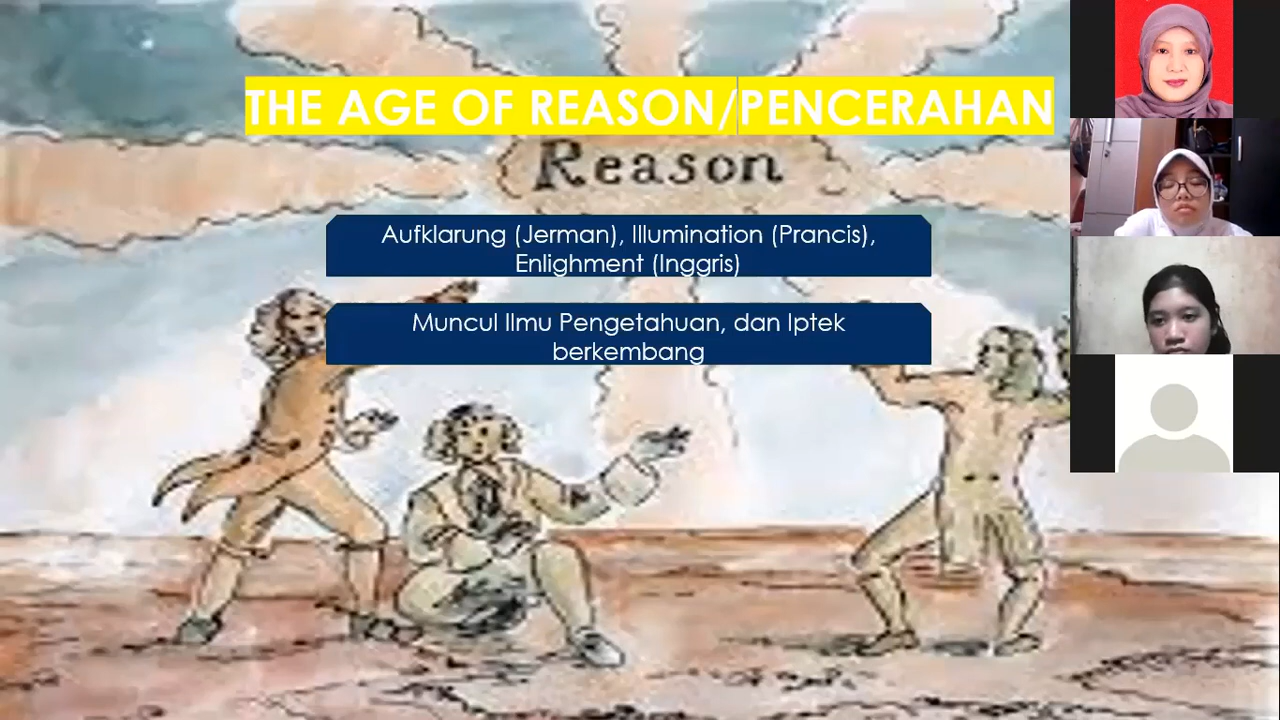 THE AGE OF REASON/PENCERAHAN
Reason
Aufklarung (Jerman), Illumination (Prancis),
Enlighment (Inggris)
Muncul Ilmu Pengetahuan, dan Iptek
berkembang